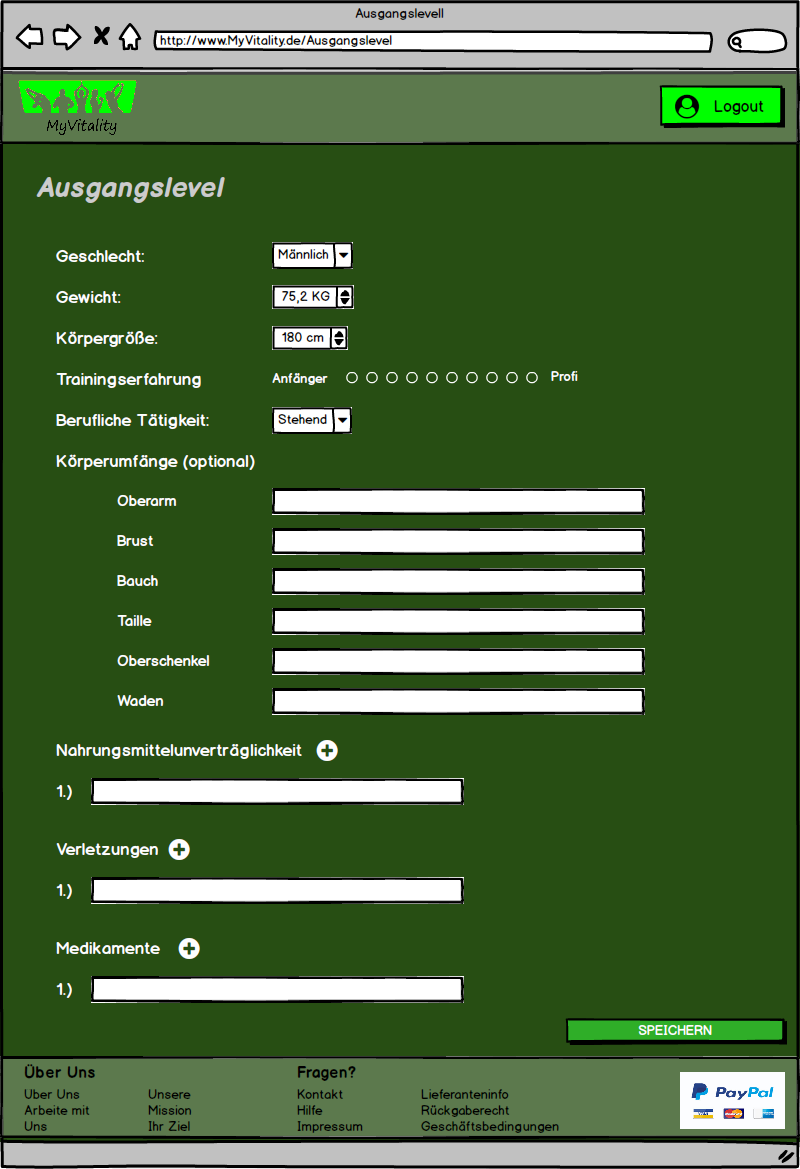 Ausgangslevell
http://www.MyVitality.de/Ausgangslevel
MyVitality
Logout
Ausgangslevel
Geschlecht: Männlich
Gewicht: 75,2 KG
Körpergröße: 180 cm
Trainingserfahrung Anfänger Profi
Berufliche Tätigkeit: Stehend
Körperumfänge (optional)
Oberarm
Brust
Bauch
Taille
Oberschenkel
Waden
Nahrungsmittelunverträglichkeit
1.)
Verletzungen
1.)
Medikamente
1.)
SPEICHERN
Über Uns
Uber Uns
Arbeite mit
Uns
Unsere
Mission
Ihr Ziel
Fragen?
Kontakt
Hilfe
Impressum
Lieferanteninfo
Rückgaberecht
Geschäftsbedingungen
PayPal